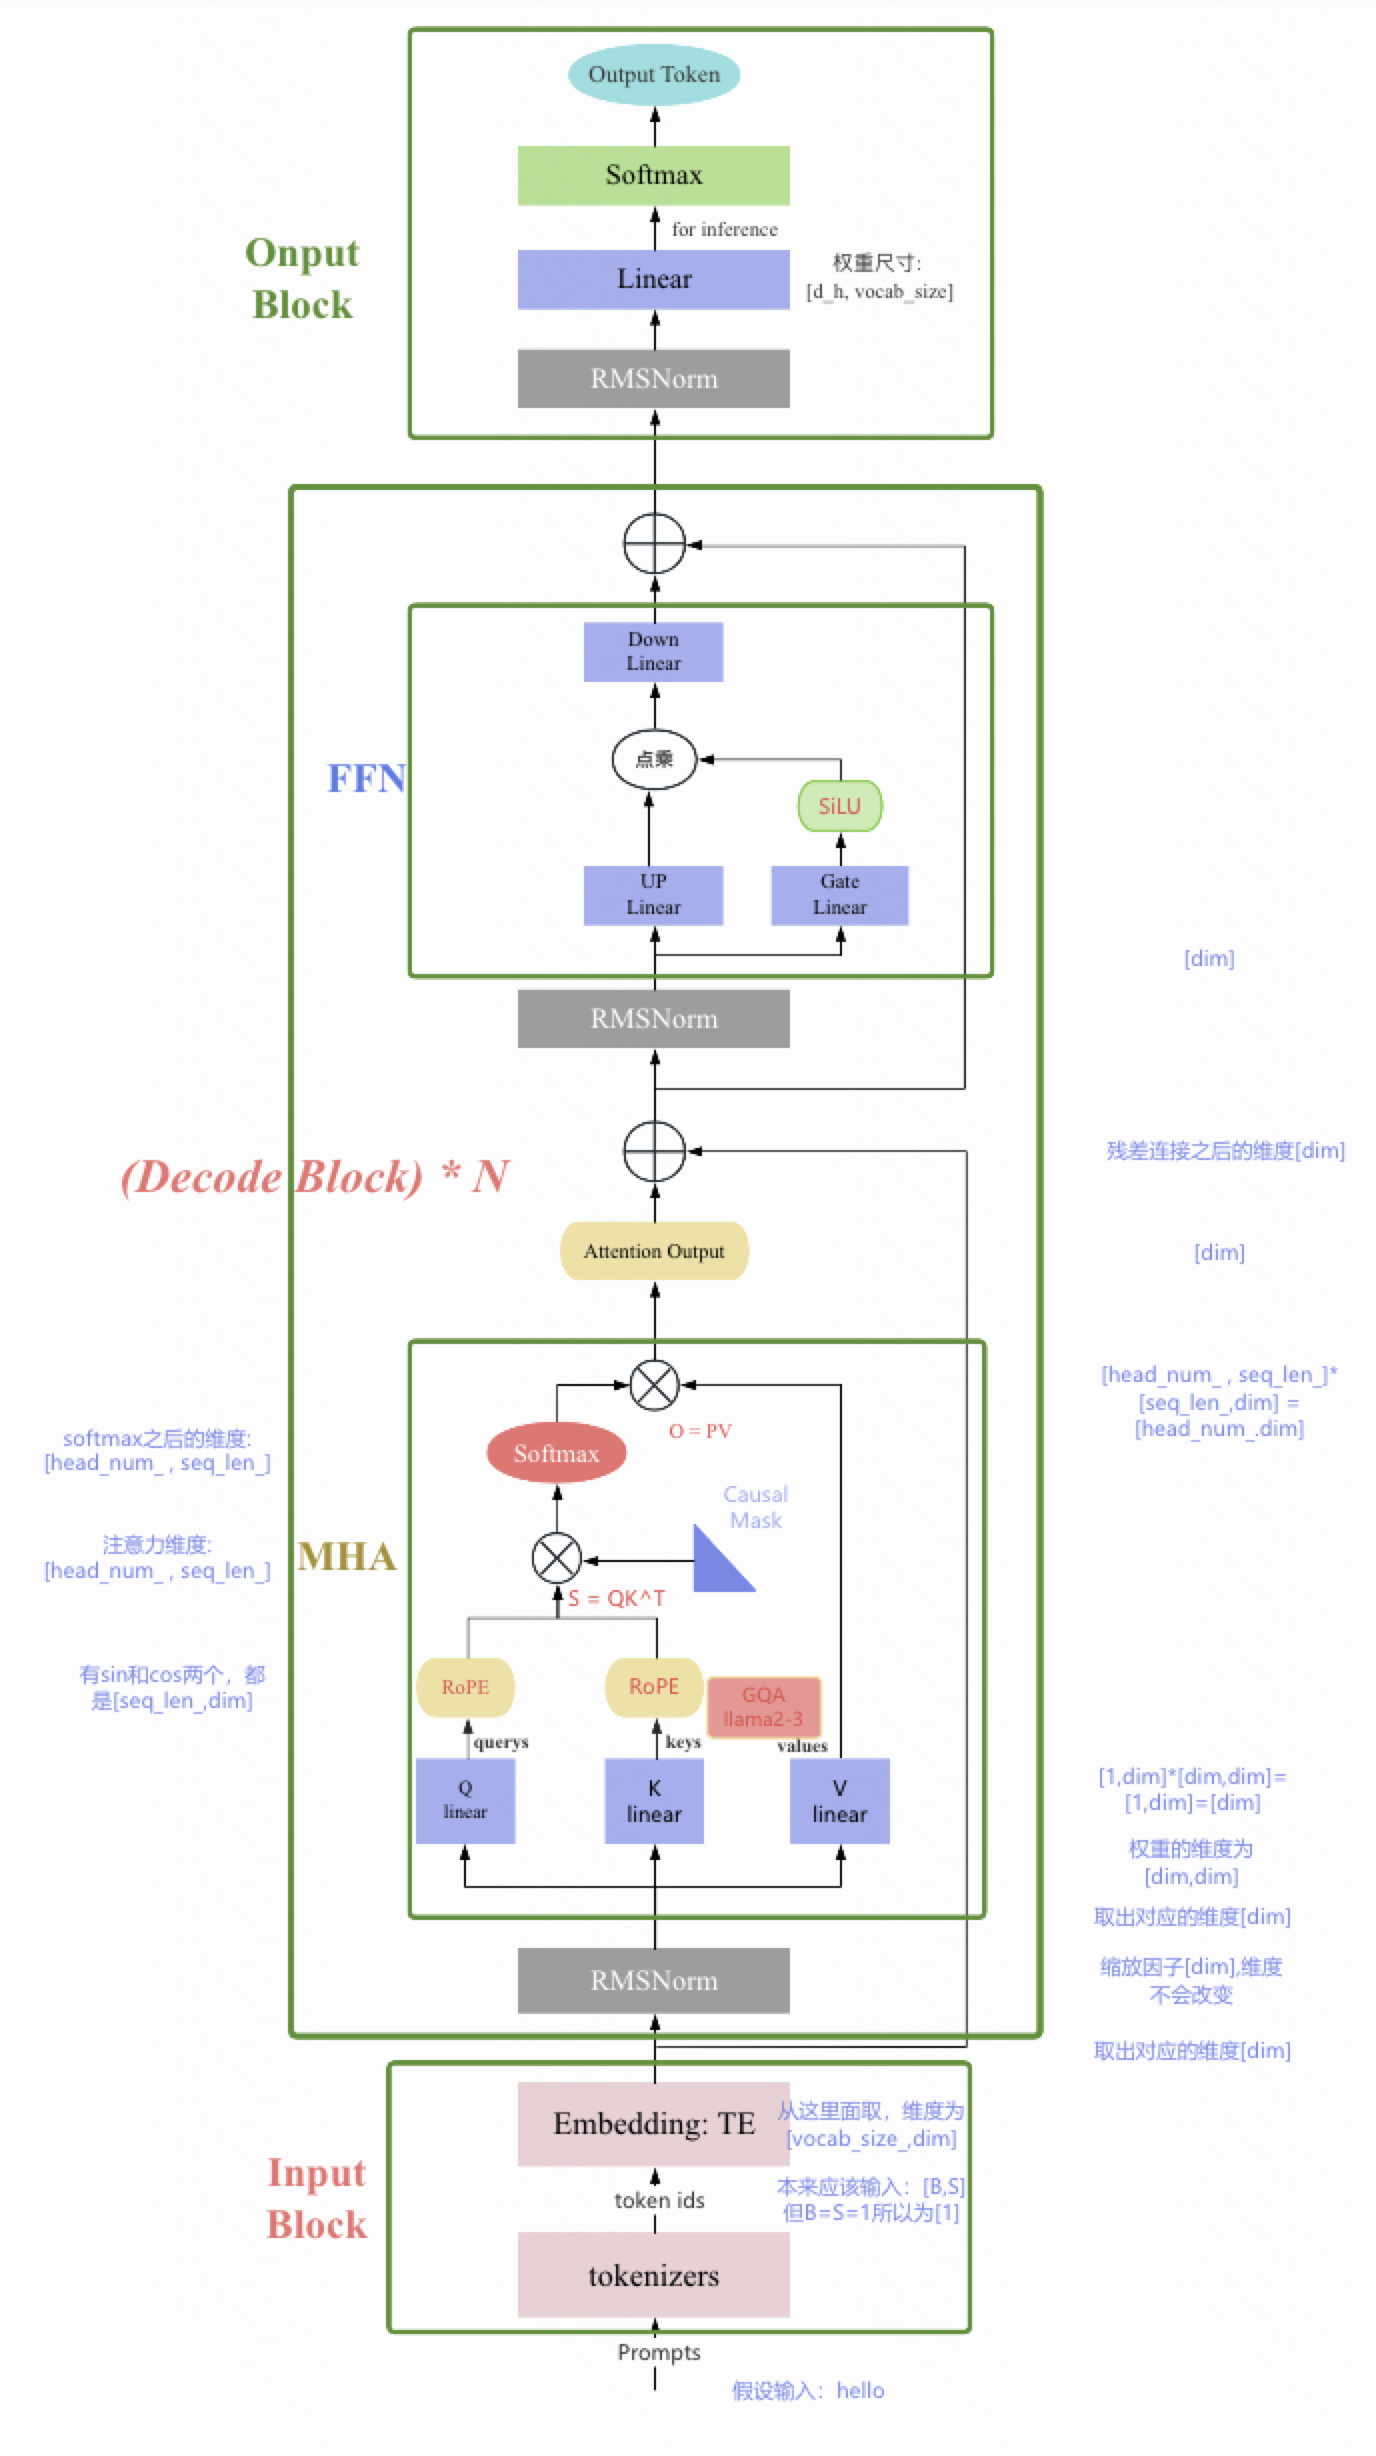 Output Token
Softmax
for inference
Onput
Block
Linear
权重尺寸:
[d_h, vocab_size]
RMSNorm
Down
Linear
点乘
FFN
SiLU
UP
Linear
Gate
Linear
[dim]
RMSNorm
残差连接之后的维度[dim]
(Decode Block) * N
Attention Output
[dim]
[head_num_ , seq_len_]*
[seq_len_,dim] =
[head_num_.dim]
O = PV
softmax之后的维度:
[head_num_ , seq_len_]
Softmax
Causal
Mask
注意力维度:
[head_num_ , seq_len_]
MHA
S = QK^T
有sin和cos两个，都
是[seq_len_,dim]
RoPE
RoPE
GQA
llama2-3
querys
keys
values
Q
linear
K
linear
V
linear
[1,dim]*[dim,dim]=
[1,dim]=[dim]
权重的维度为
[dim,dim]
取出对应的维度[dim]
RMSNorm
缩放因子[dim],维度
不会改变
取出对应的维度[dim]
Embedding: TE
从这里面取，维度为
[vocab_size_,dim]
Input
Block
token ids
本来应该输入：[B,S]
但B=S=1所以为[1]
tokenizers
Prompts
假设输入：hello